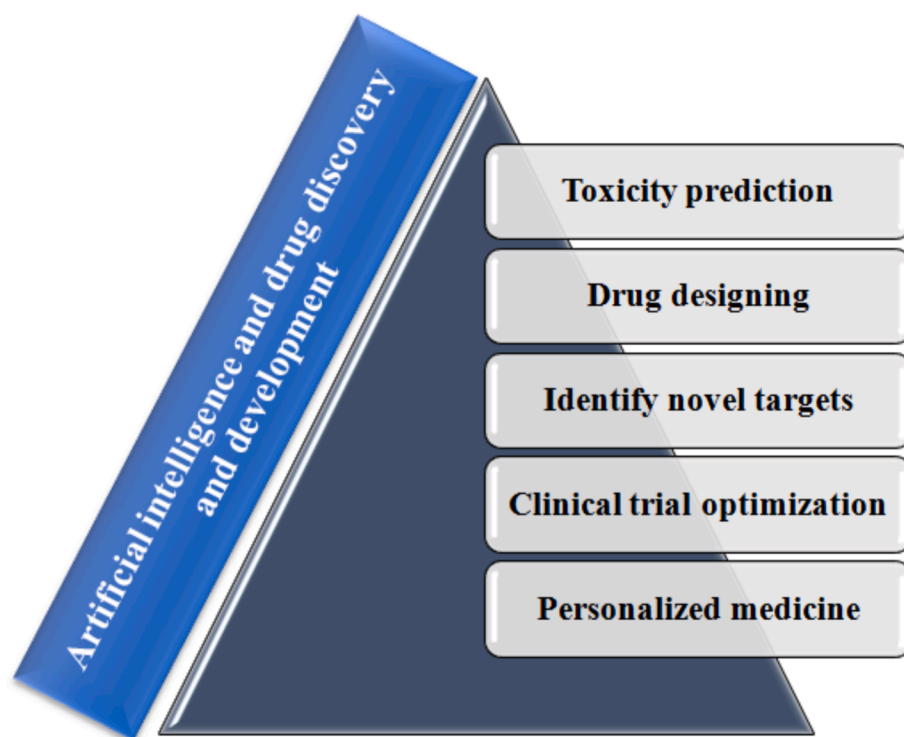 Artificial intelligence and drug discovery
and development
Toxicity prediction
Drug designing
Identify novel targets
Clinical trial optimization
Personalized medicine